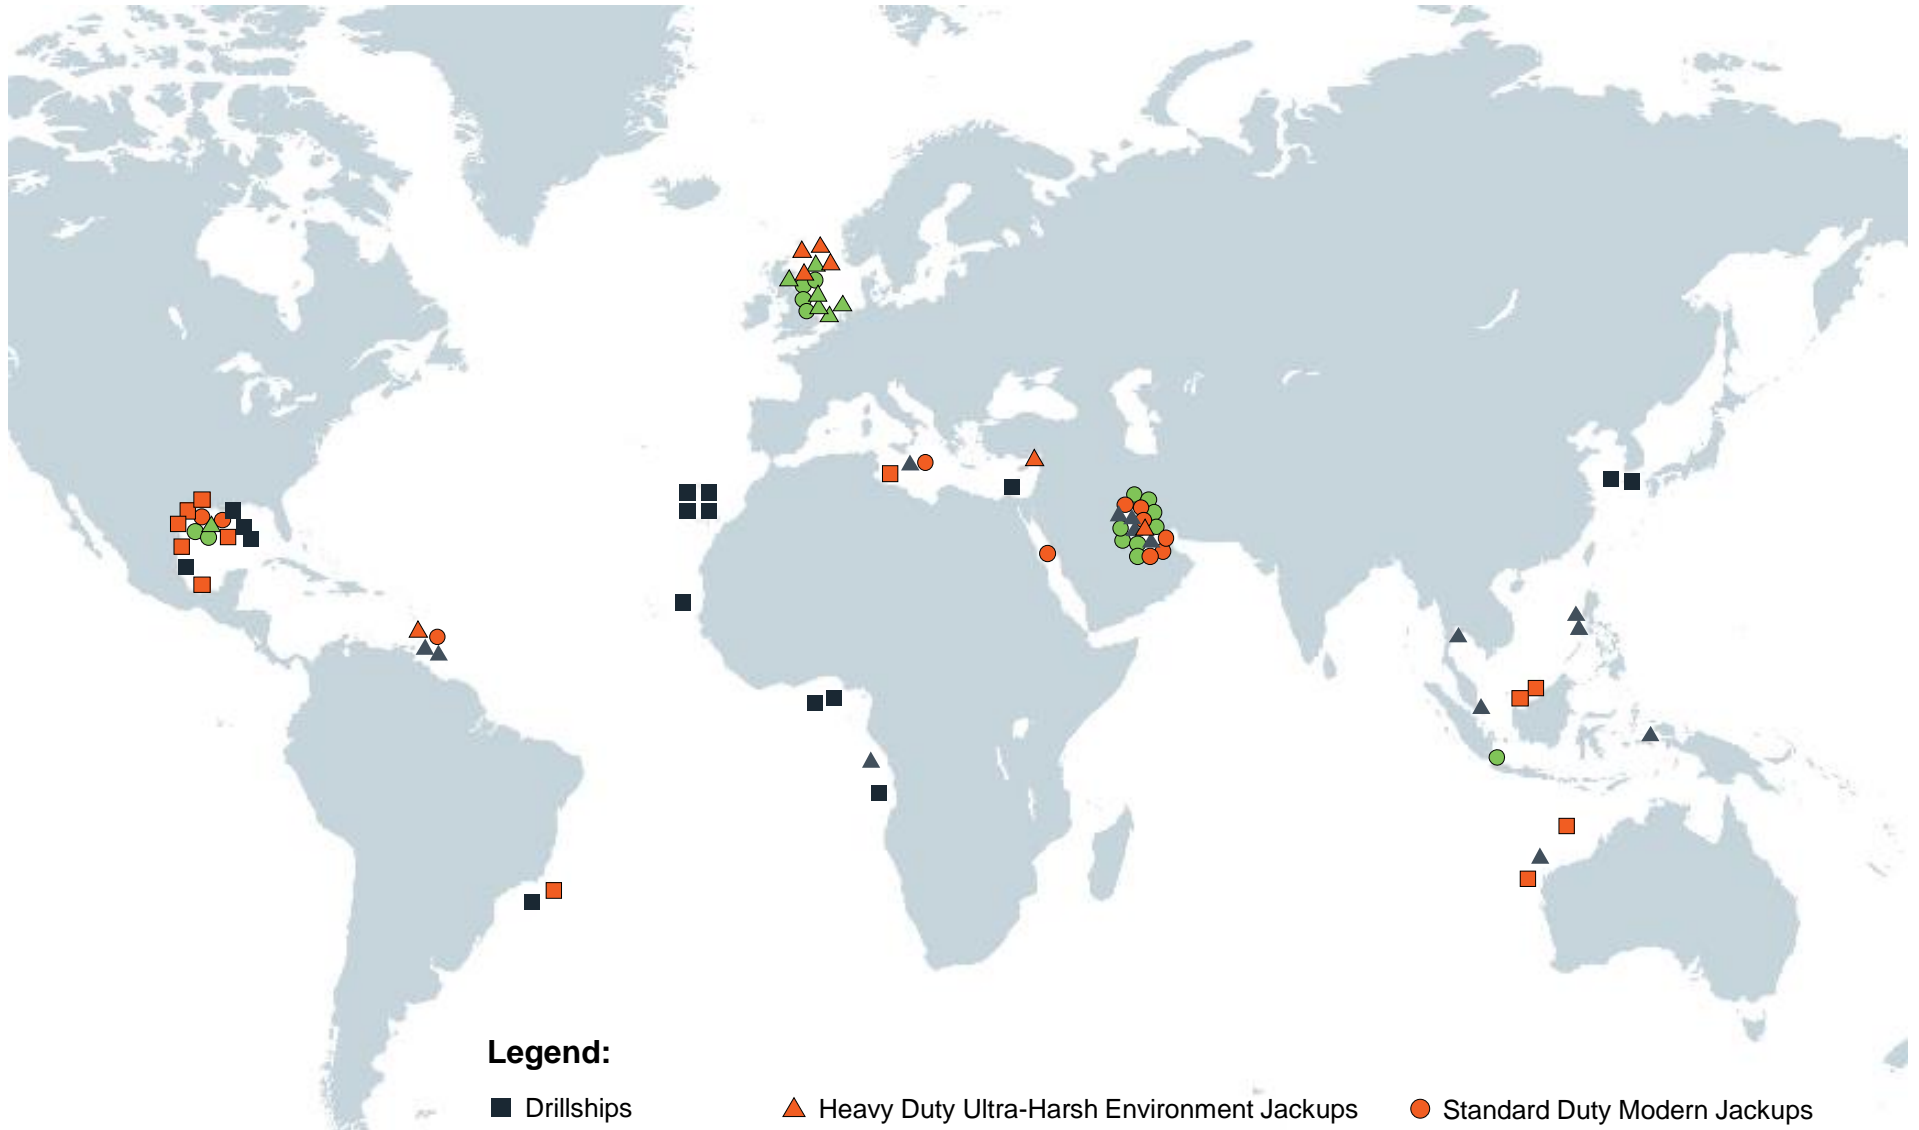 Legend:
Drillships
Heavy Duty Ultra-Harsh Environment Jackups
Standard Duty Modern Jackups